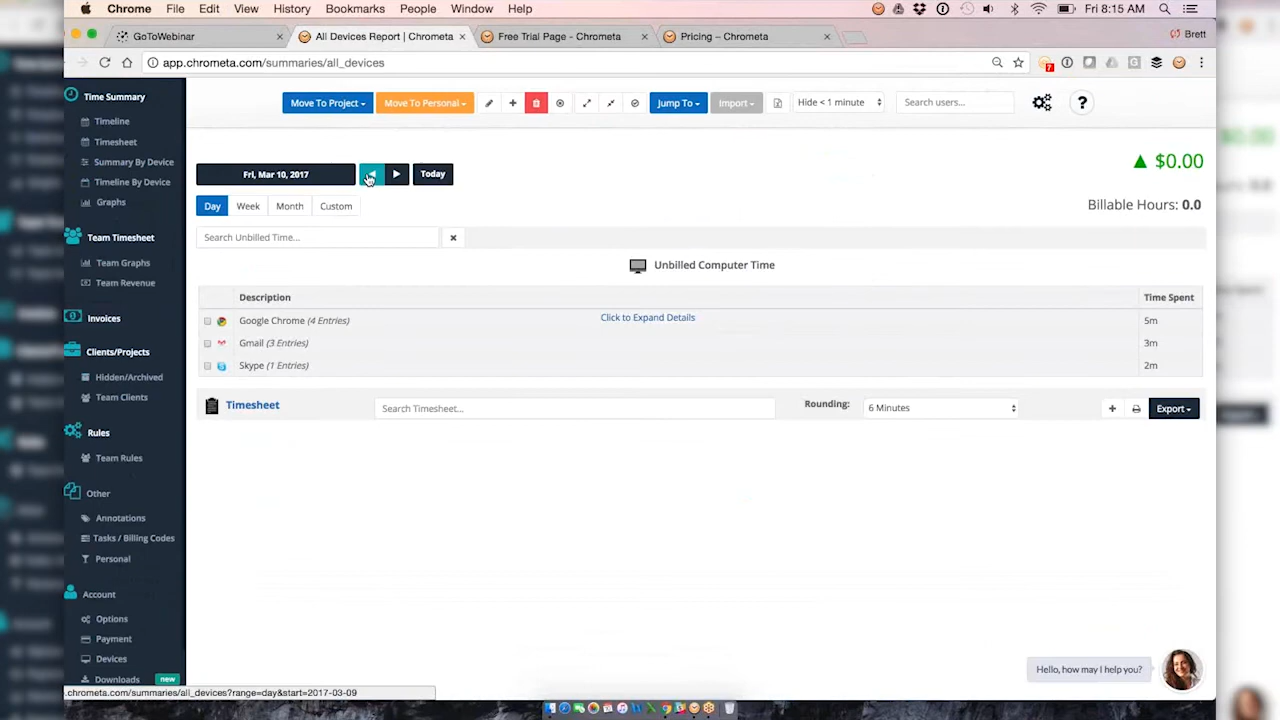 Chrome File Edit View History Bookmarks People Window Help Fri 8:15 AM
GoToWebinar × All Devices Report | Chrometa × Free Trial Page - Chrometa × Pricing – Chrometa × Brett
app.chrometa.com/summaries/all_devices 7
Time Summary
Timeline
Timesheet
Summary By Device
Timeline By Device
Graphs
Team Timesheet
Team Graphs
Team Revenue
Invoices
Clients/Projects
Hidden/Archived
Team Clients
Rules
Team Rules
Other
Annotations
Tasks / Billing Codes
Personal
Account
Options
Payment
Devices
Downloads new
Move To Project Move To Personal Jump To Import Hide < 1 minute Search users... ?
Fri, Mar 10, 2017 Today
$0.00
Day Week Month Custom
Billable Hours: 0.0
Search Unbilled Time...
Unbilled Computer Time
Description Time Spent
Google Chrome (4 Entries) Click to Expand Details 5m
Gmail (3 Entries) 3m
Skype (1 Entries) 2m
Timesheet Search Timesheet... Rounding: 6 Minutes Export
Hello, how may I help you?
.chrometa.com/summaries/all_devices?range=day&start=2017-03-09